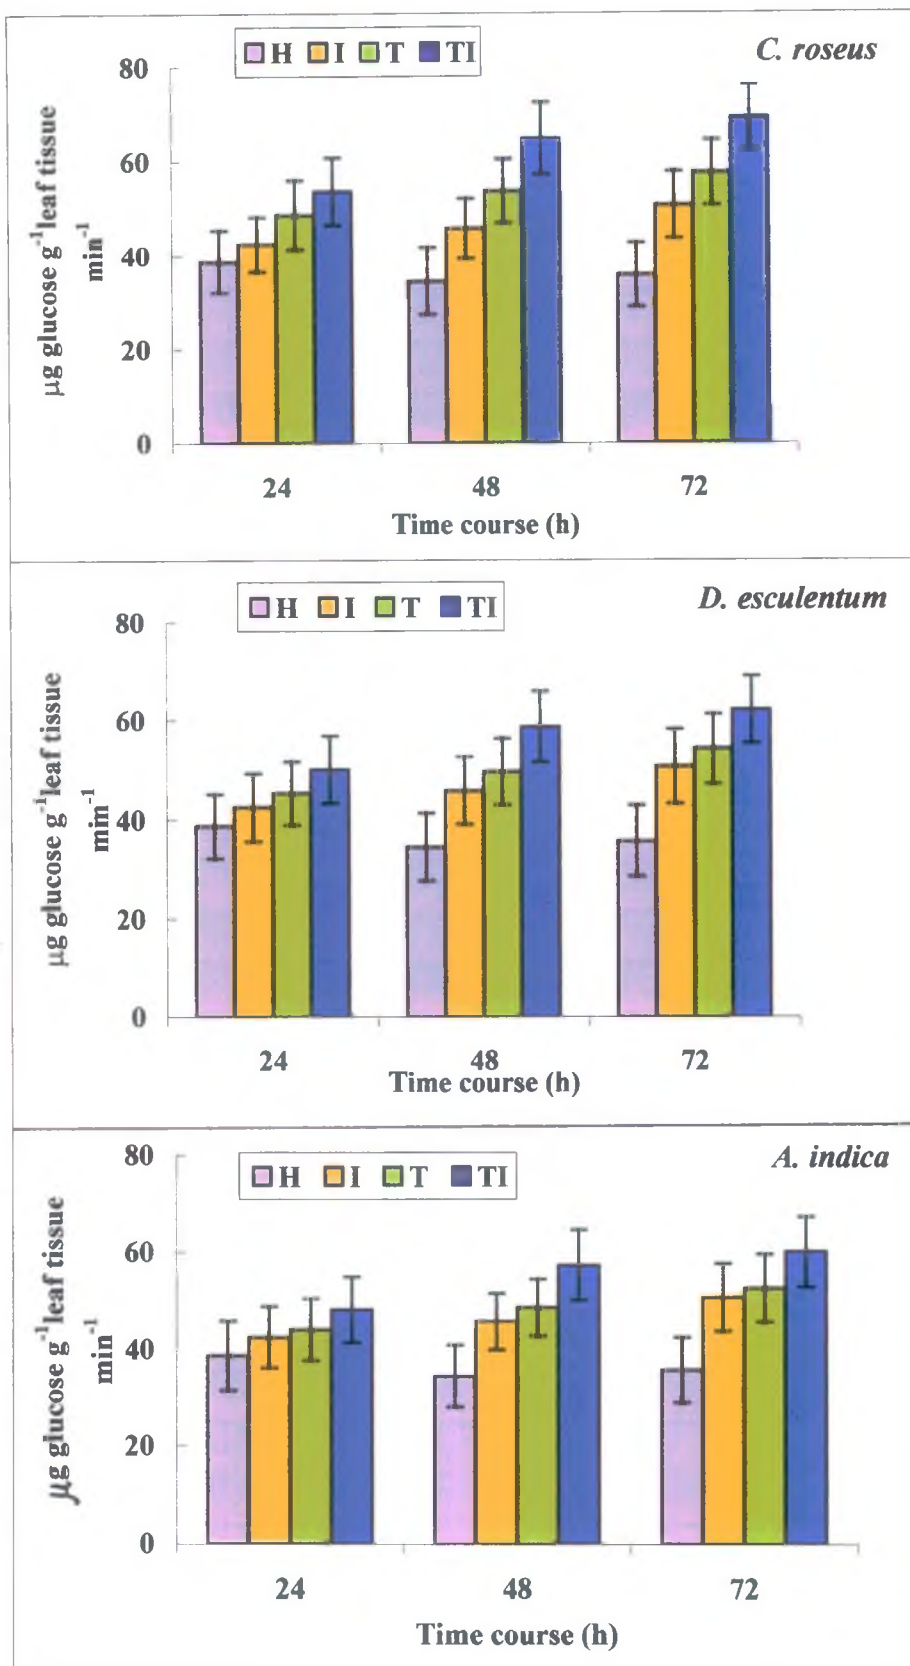 H I T TI
C. roseus
80
60
40
20
0
µg glucose g⁻¹leaf tissue
min⁻¹
24 48 72
Time course (h)
H I T TI
D. esculentum
80
60
40
20
0
µg glucose g⁻¹leaf tissue
min⁻¹
24 48 72
Time course (h)
H I T TI
A. indica
80
60
40
20
0
µg glucose g⁻¹leaf tissue
min⁻¹
24 48 72
Time course (h)